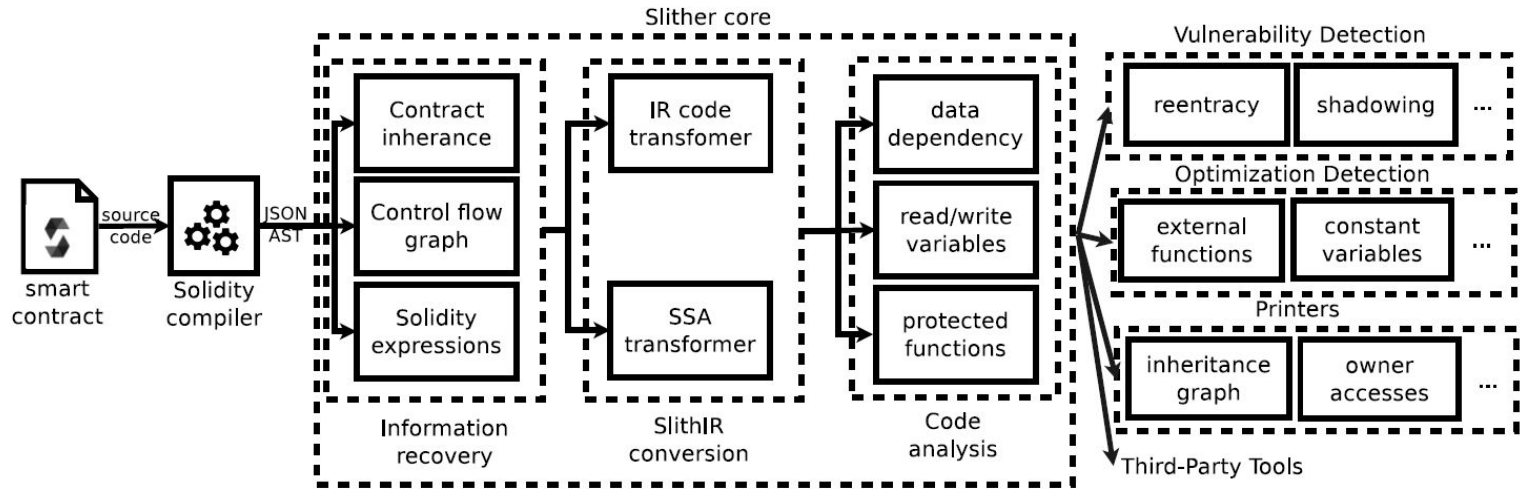 Slither core
smart
contract
source
code
Solidity
compiler
JSON
AST
Contract
inherance
Control flow
graph
Solidity
expressions
Information
recovery
IR code
transfomer
SSA
transformer
SlithIR
conversion
data
dependency
read/write
variables
protected
functions
Code
analysis
Vulnerability Detection
reentracy
shadowing
...
Optimization Detection
external
functions
constant
variables
...
Printers
inheritance
graph
owner
accesses
...
Third-Party Tools